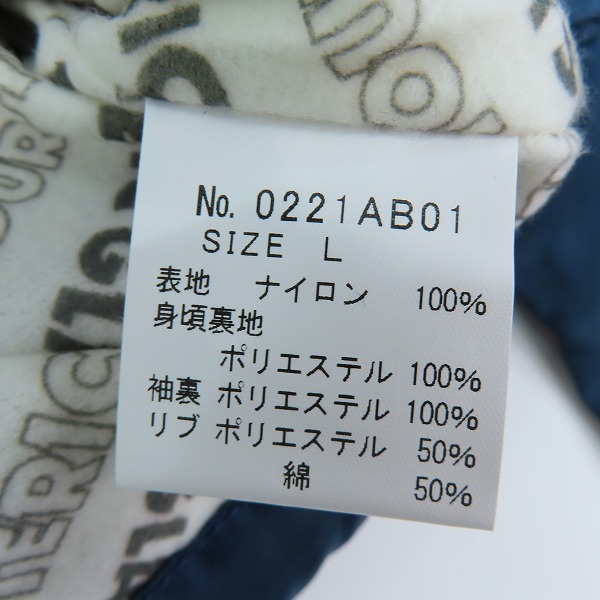 No. 0221AB01
SIZE L
表地 ナイロン 100%
身頃裏地
ポリエステル 100%
袖裏 ポリエステル 100%
リブ ポリエステル 50%
綿 50%